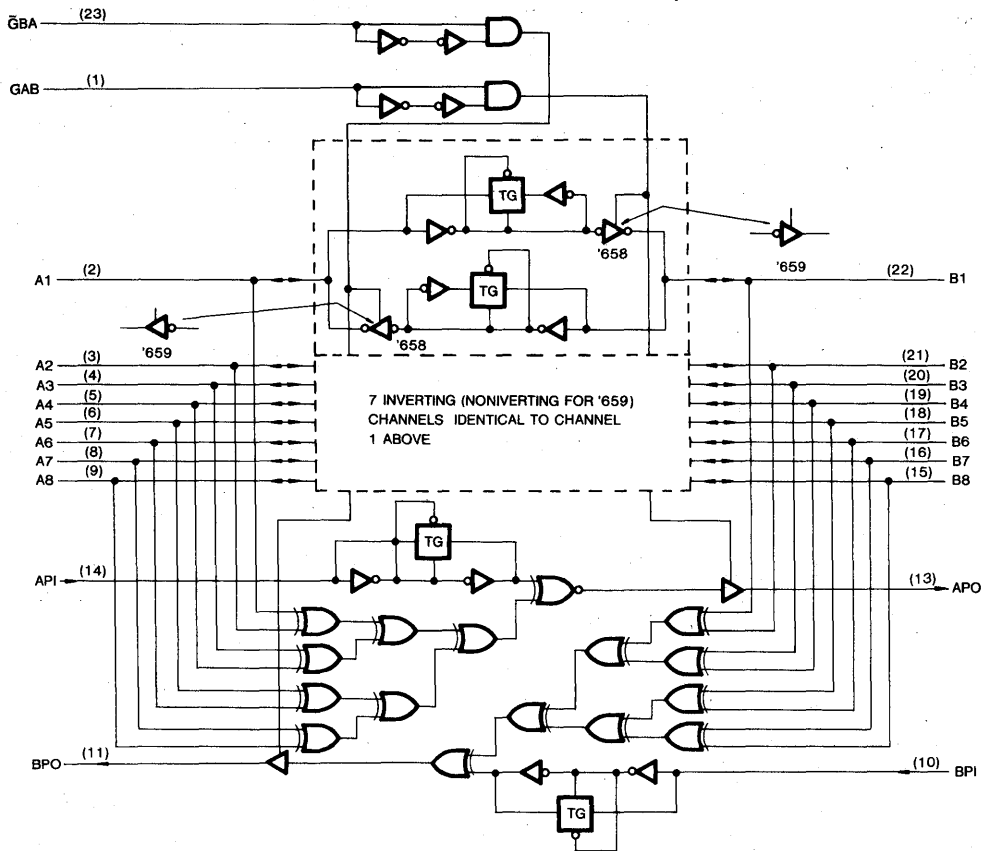 G̃BA (23)
GAB (1)
TG
'658
'659
A1 (2)
TG
(22) B1
'659
'658
A2 (3)
(21) B2
A3 (4)
(20) B3
A4 (5)
(19) B4
A5 (6)
(18) B5
A6 (7)
(17) B6
A7 (8)
(16) B7
A8 (9)
(15) B8
7 INVERTING (NONIVERTING FOR '659)
CHANNELS IDENTICAL TO CHANNEL
1 ABOVE
TG
API (14)
(13) APO
BPO (11)
(10) BPI
TG